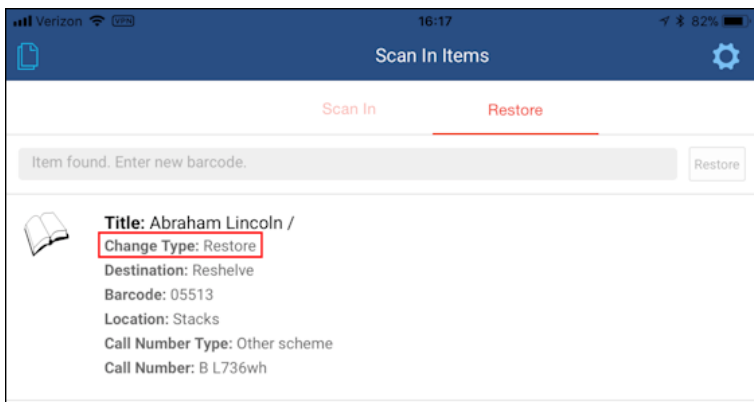 Verizon VPN 16:17 82%
Scan In Items
Scan In Restore
Item found. Enter new barcode. Restore
Title: Abraham Lincoln /
Change Type: Restore
Destination: Reshelve
Barcode: 05513
Location: Stacks
Call Number Type: Other scheme
Call Number: B L736wh